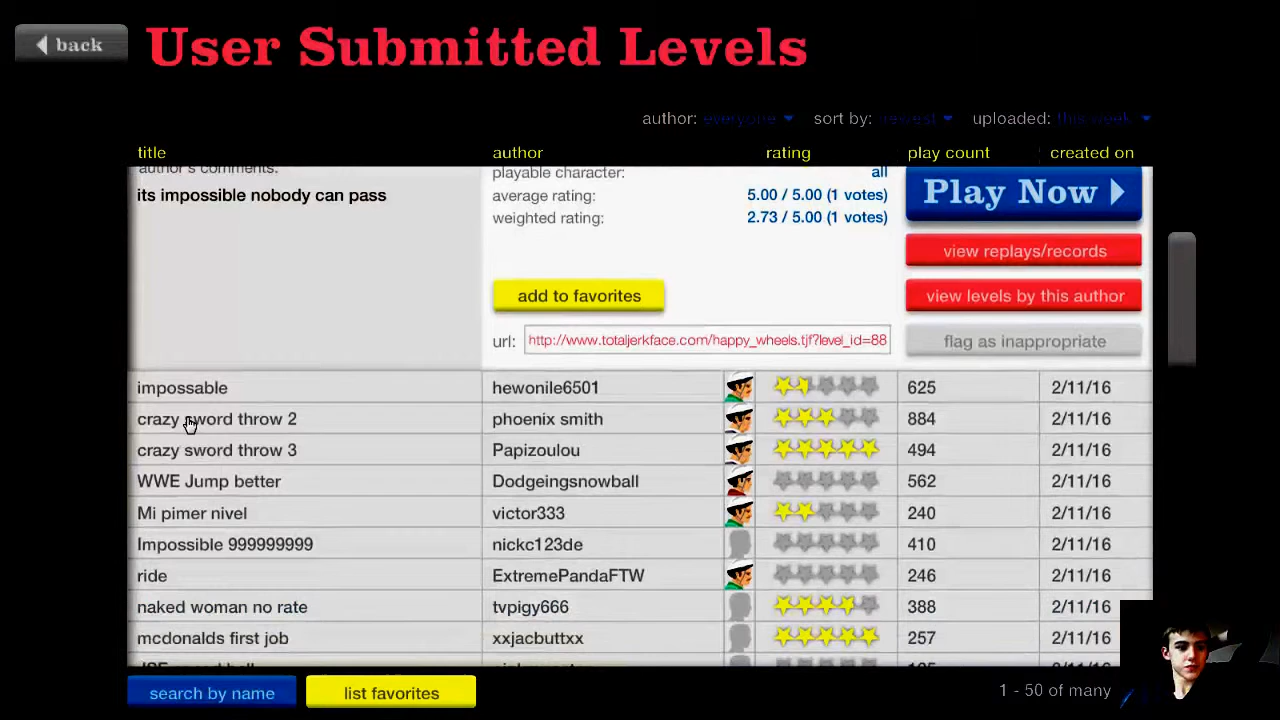 back
User Submitted Levels
author: everyone sort by: newest uploaded: this week
title author rating play count created on
author's comments:
its impossible nobody can pass
playable character: all
average rating: 5.00 / 5.00 (1 votes)
weighted rating: 2.73 / 5.00 (1 votes)
Play Now
view replays/records
add to favorites
view levels by this author
url: http://www.totaljerkface.com/happy_wheels.tjf?level_id=88
flag as inappropriate
impossable hewonile6501 625 2/11/16
crazy sword throw 2 phoenix smith 884 2/11/16
crazy sword throw 3 Papizoulou 494 2/11/16
WWE Jump better Dodgeingsnowball 562 2/11/16
Mi pimer nivel victor333 240 2/11/16
Impossible 999999999 nickc123de 410 2/11/16
ride ExtremePandaFTW 246 2/11/16
naked woman no rate tvpigy666 388 2/11/16
mcdonalds first job xxjacbuttxx 257 2/11/16
search by name list favorites 1 - 50 of many